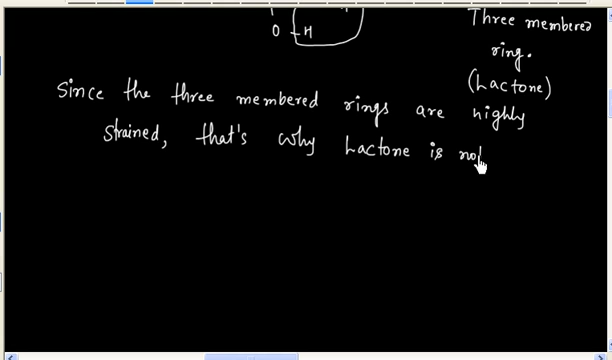 O - H
Three membered
ring.
(Lactone)
Since the three membered rings are highly
strained, that's why Lactone is not